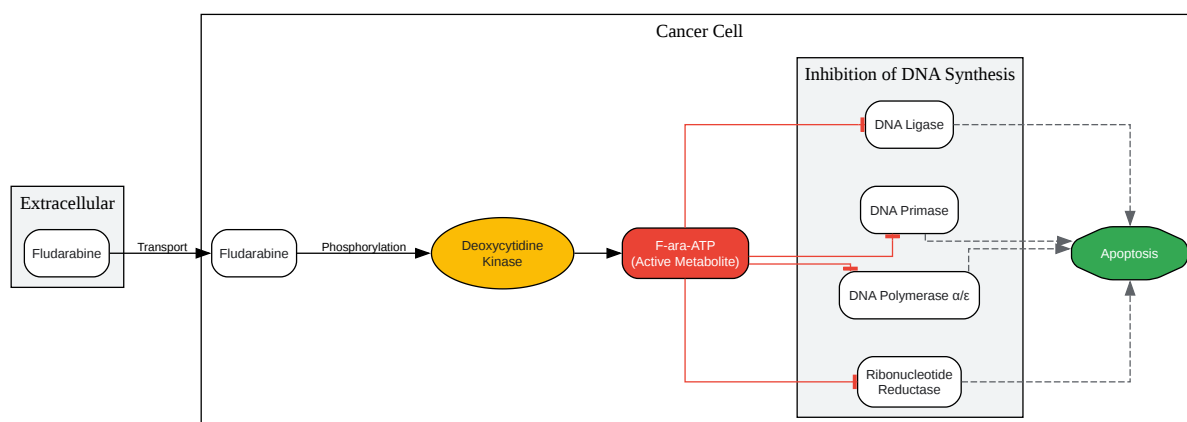 Cancer Cell
Inhibition of DNA Synthesis
DNA Ligase
Extracellular
DNA Primase
Fludarabine
Transport
Fludarabine
Phosphorylation
Deoxycytidine
Kinase
F-ara-ATP
(Active Metabolite)
Apoptosis
DNA Polymerase α/ε
Ribonucleotide
Reductase